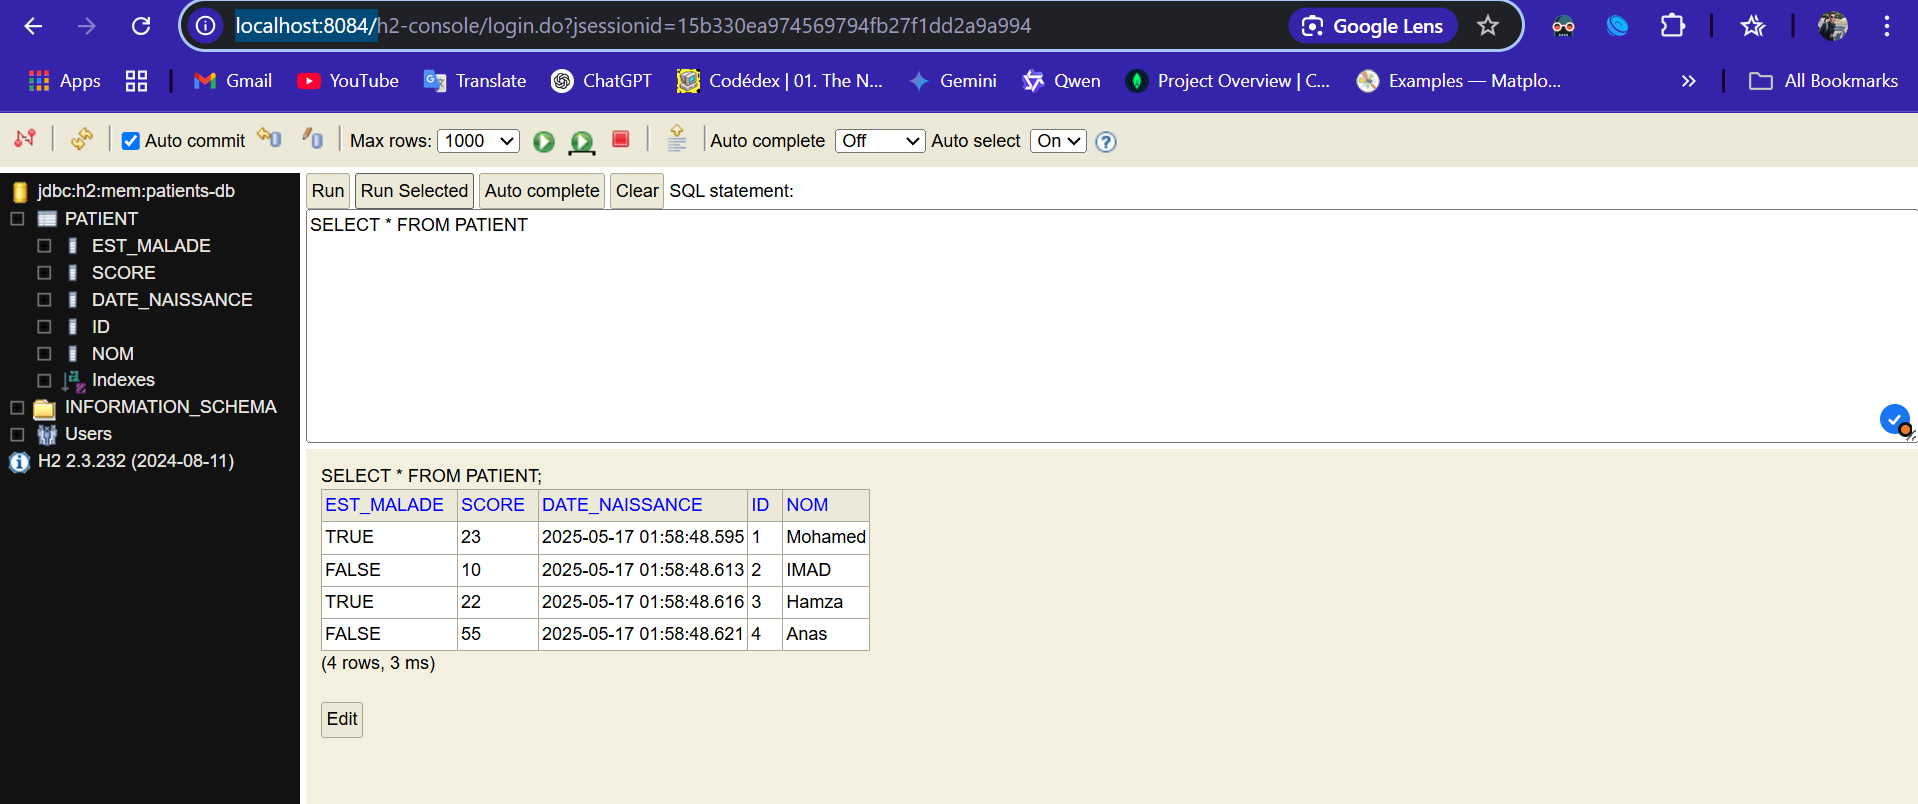 localhost:8084/h2-console/login.do?jsessionid=15b330ea974569794fb27f1dd2a9a994 Google Lens
Apps Gmail YouTube Translate ChatGPT Codédex | 01. The N... Gemini Qwen Project Overview | C... Examples — Matplo... » All Bookmarks
Auto commit Max rows: 1000 Auto complete Off Auto select On ?
jdbc:h2:mem:patients-db
PATIENT
EST_MALADE
SCORE
DATE_NAISSANCE
ID
NOM
Indexes
INFORMATION_SCHEMA
Users
H2 2.3.232 (2024-08-11)
Run Run Selected Auto complete Clear SQL statement:
SELECT * FROM PATIENT
SELECT * FROM PATIENT;
EST_MALADE SCORE DATE_NAISSANCE ID NOM
TRUE 23 2025-05-17 01:58:48.595 1 Mohamed
FALSE 10 2025-05-17 01:58:48.613 2 IMAD
TRUE 22 2025-05-17 01:58:48.616 3 Hamza
FALSE 55 2025-05-17 01:58:48.621 4 Anas
(4 rows, 3 ms)
Edit